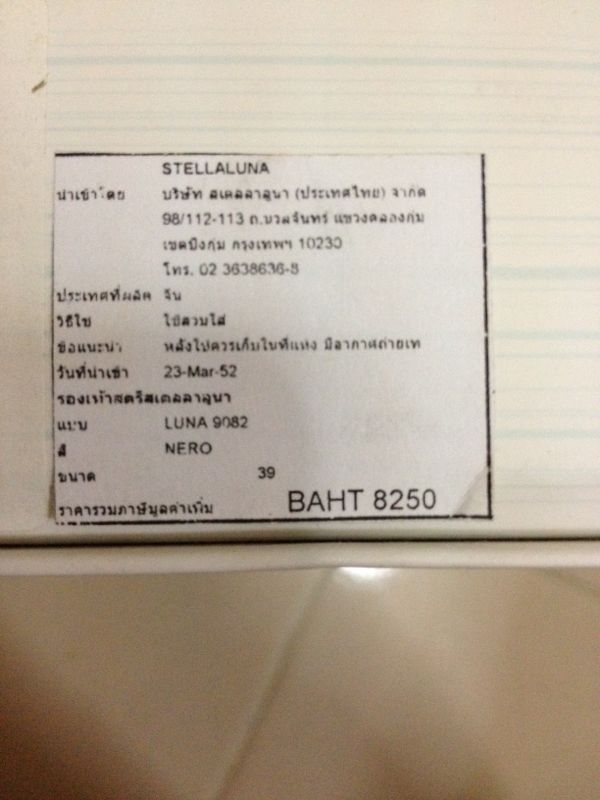 STELLALUNA
นำเข้าโดย บริษัท สเตลลาลูนา (ประเทศไทย) จำกัด
98/112-113 ถ.นวลจันทร์ แขวงคลองกุ่ม
เขตบึงกุ่ม กรุงเทพฯ 10230
โทร. 02 3638636-8
ประเทศที่ผลิต จีน
วิธีใช้ ใช้สวมใส่
ข้อแนะนำ หลังใช้ควรเก็บในที่แห้ง มีอากาศถ่ายเท
วันที่นำเข้า 23-Mar-52
รองเท้าสตรีสเตลลาลูนา
แบบ LUNA 9082
สี NERO
ขนาด 39
ราคารวมภาษีมูลค่าเพิ่ม BAHT 8250